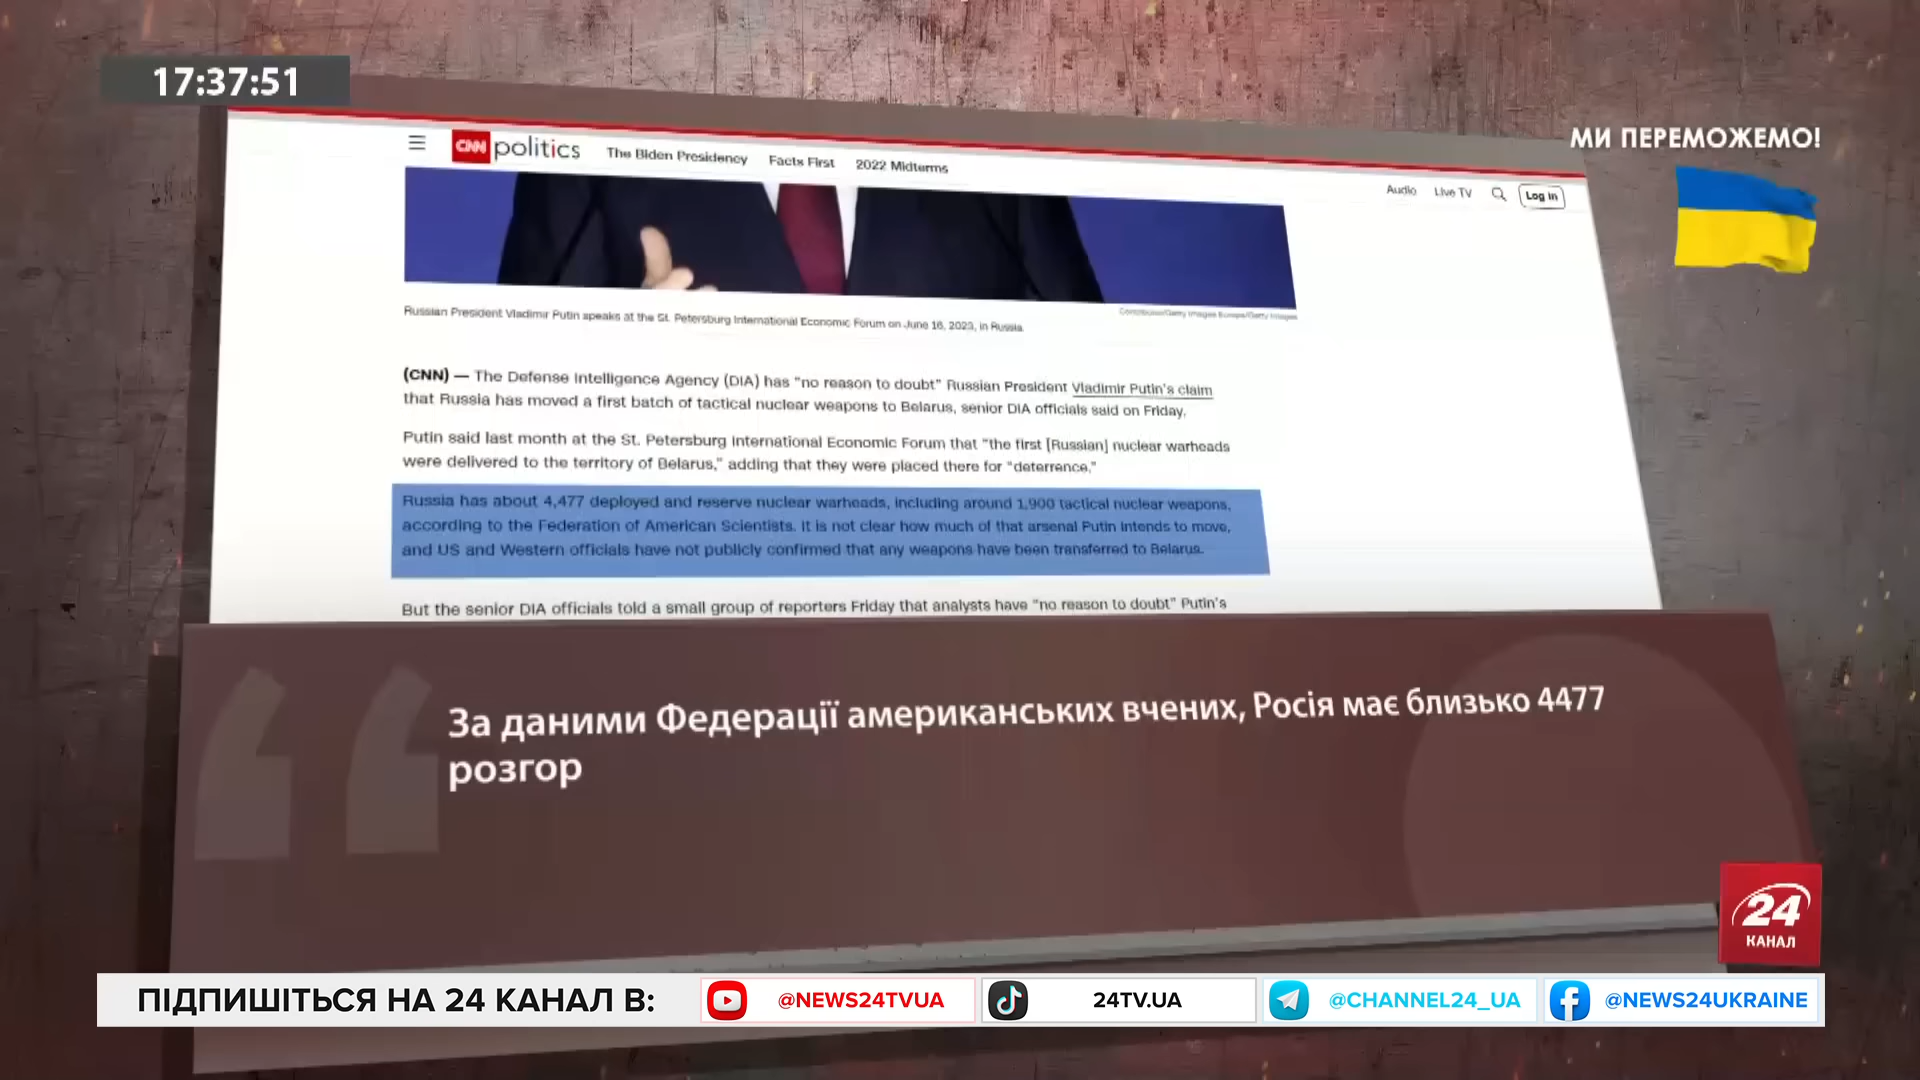 17:37:51
МИ ПЕРЕМОЖЕМО!
CNN politics The Biden Presidency Facts First 2022 Midterms
Audio Live TV Log In
Contributor/Getty Images Europe/Getty Images
Russian President Vladimir Putin speaks at the St. Petersburg International Economic Forum on June 16, 2023, in Russia.
(CNN) — The Defense Intelligence Agency (DIA) has "no reason to doubt" Russian President Vladimir Putin's claim
that Russia has moved a first batch of tactical nuclear weapons to Belarus, senior DIA officials said on Friday.
Putin said last month at the St. Petersburg International Economic Forum that "the first [Russian] nuclear warheads
were delivered to the territory of Belarus," adding that they were placed there for "deterrence."
Russia has about 4,477 deployed and reserve nuclear warheads, including around 1,900 tactical nuclear weapons,
according to the Federation of American Scientists. It is not clear how much of that arsenal Putin intends to move,
and US and Western officials have not publicly confirmed that any weapons have been transferred to Belarus.
But the senior DIA officials told a small group of reporters Friday that analysts have "no reason to doubt" Putin's
За даними Федерації американських вчених, Росія має близько 4477
розгор
24
КАНАЛ
ПІДПИШІТЬСЯ НА 24 КАНАЛ В: @NEWS24TVUA 24TV.UA @CHANNEL24_UA @NEWS24UKRAINE